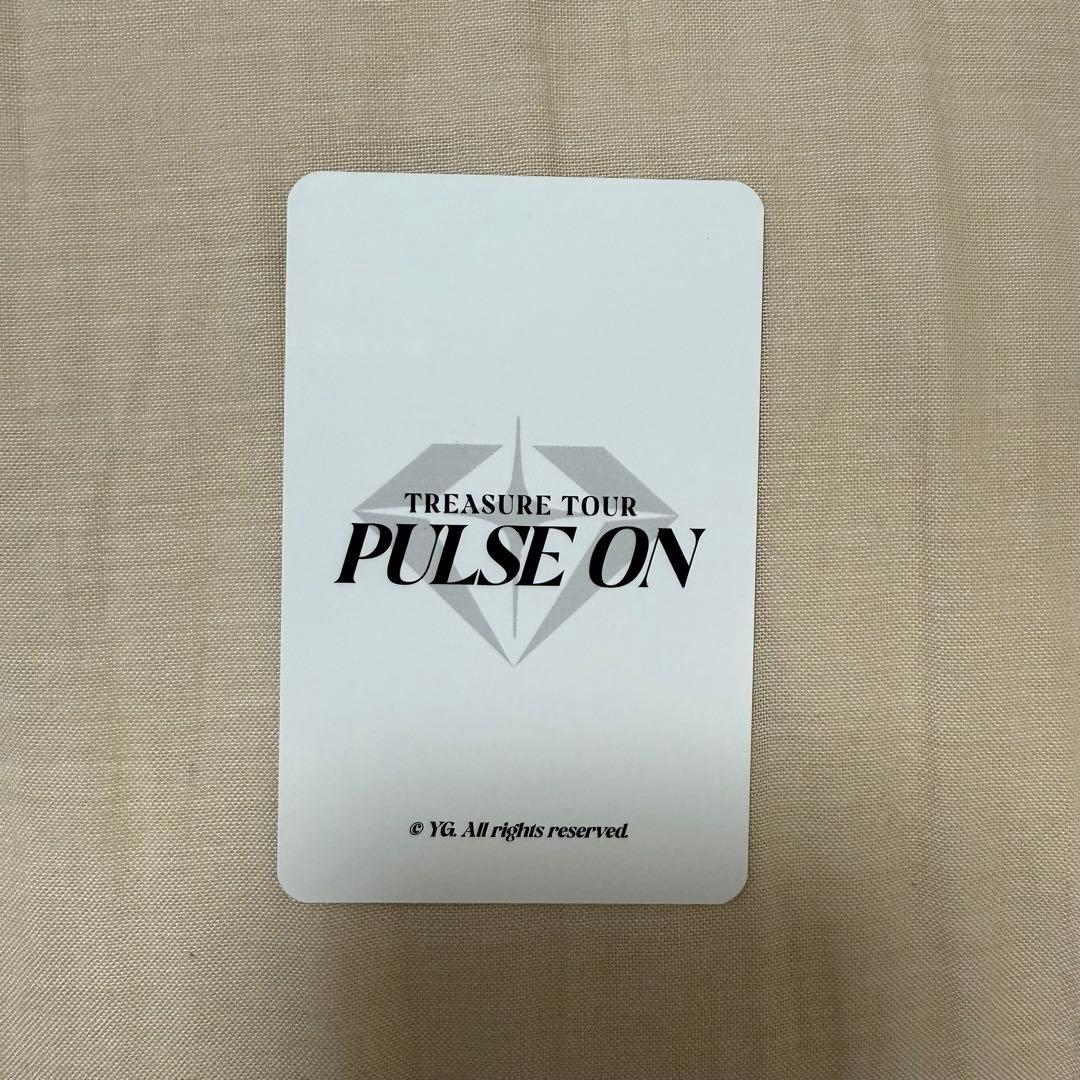 TREASURE TOUR
PULSE ON
© YG. All rights reserved.